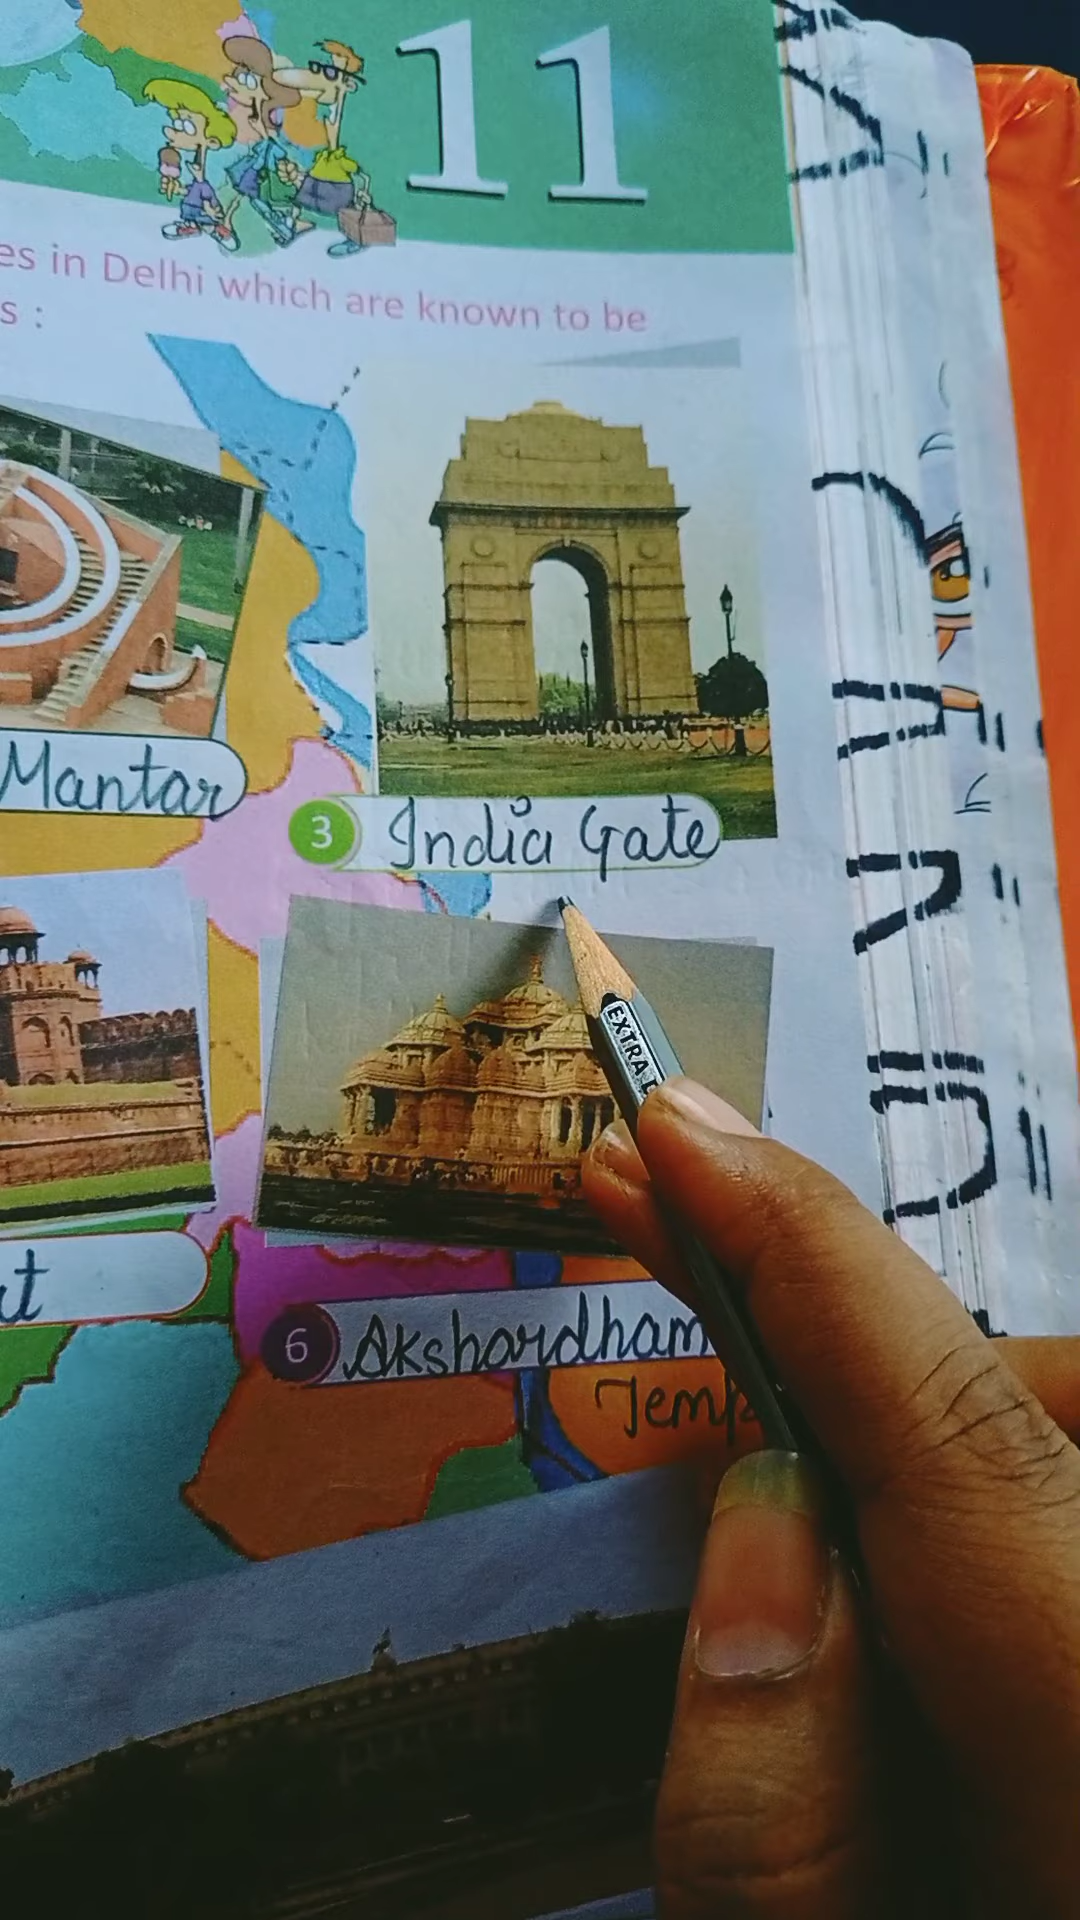 11
es in Delhi which are known to be
s :
Mantar
3 India Gate
EXTRA
t
6 Akshardham
Temp